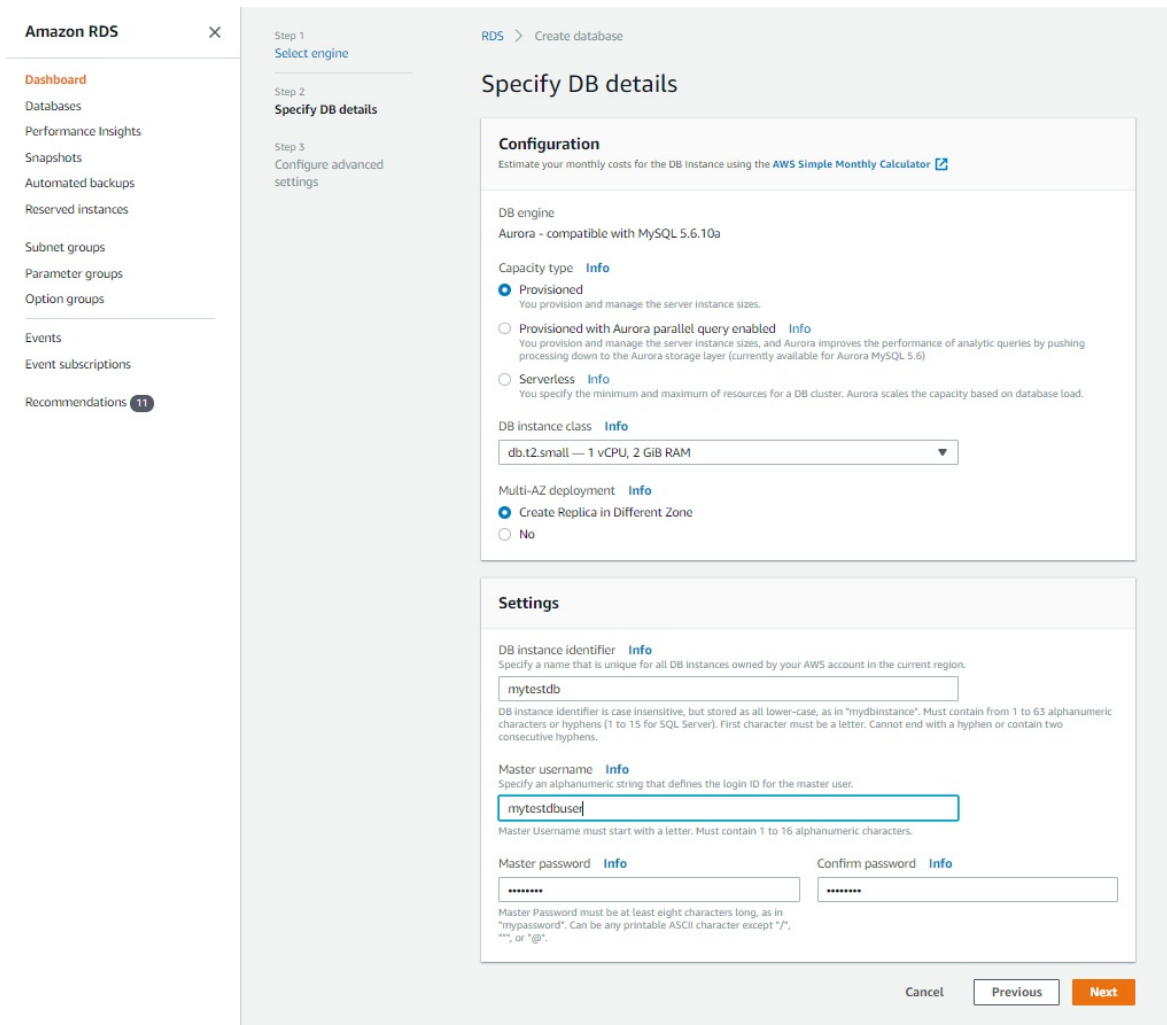 Amazon RDS
Dashboard
Databases
Performance Insights
Snapshots
Automated backups
Reserved instances
Subnet groups
Parameter groups
Option groups
Events
Event subscriptions
Recommendations 11
Step 1
Select engine
Step 2
Specify DB details
Step 3
Configure advanced
settings
RDS > Create database
Specify DB details
Configuration
Estimate your monthly costs for the DB Instance using the AWS Simple Monthly Calculator
DB engine
Aurora - compatible with MySQL 5.6.10a
Capacity type Info
Provisioned
You provision and manage the server instance sizes.
Provisioned with Aurora parallel query enabled Info
You provision and manage the server instance sizes, and Aurora improves the performance of analytic queries by pushing
processing down to the Aurora storage layer (currently available for Aurora MySQL 5.6)
Serverless Info
You specify the minimum and maximum of resources for a DB cluster. Aurora scales the capacity based on database load.
DB instance class Info
db.t2.small — 1 vCPU, 2 GiB RAM
Multi-AZ deployment Info
Create Replica in Different Zone
No
Settings
DB instance identifier Info
Specify a name that is unique for all DB instances owned by your AWS account in the current region.
mytestdb
DB instance identifier is case insensitive, but stored as all lower-case, as in "mydbinstance". Must contain from 1 to 63 alphanumeric
characters or hyphens (1 to 15 for SQL Server). First character must be a letter. Cannot end with a hyphen or contain two
consecutive hyphens.
Master username Info
Specify an alphanumeric string that defines the login ID for the master user.
mytestdbuser
Master Username must start with a letter. Must contain 1 to 16 alphanumeric characters.
Master password Info
Confirm password Info
••••••••
••••••••
Master Password must be at least eight characters long, as in
"mypassword". Can be any printable ASCII character except "/",
""", or "@".
Cancel
Previous
Next